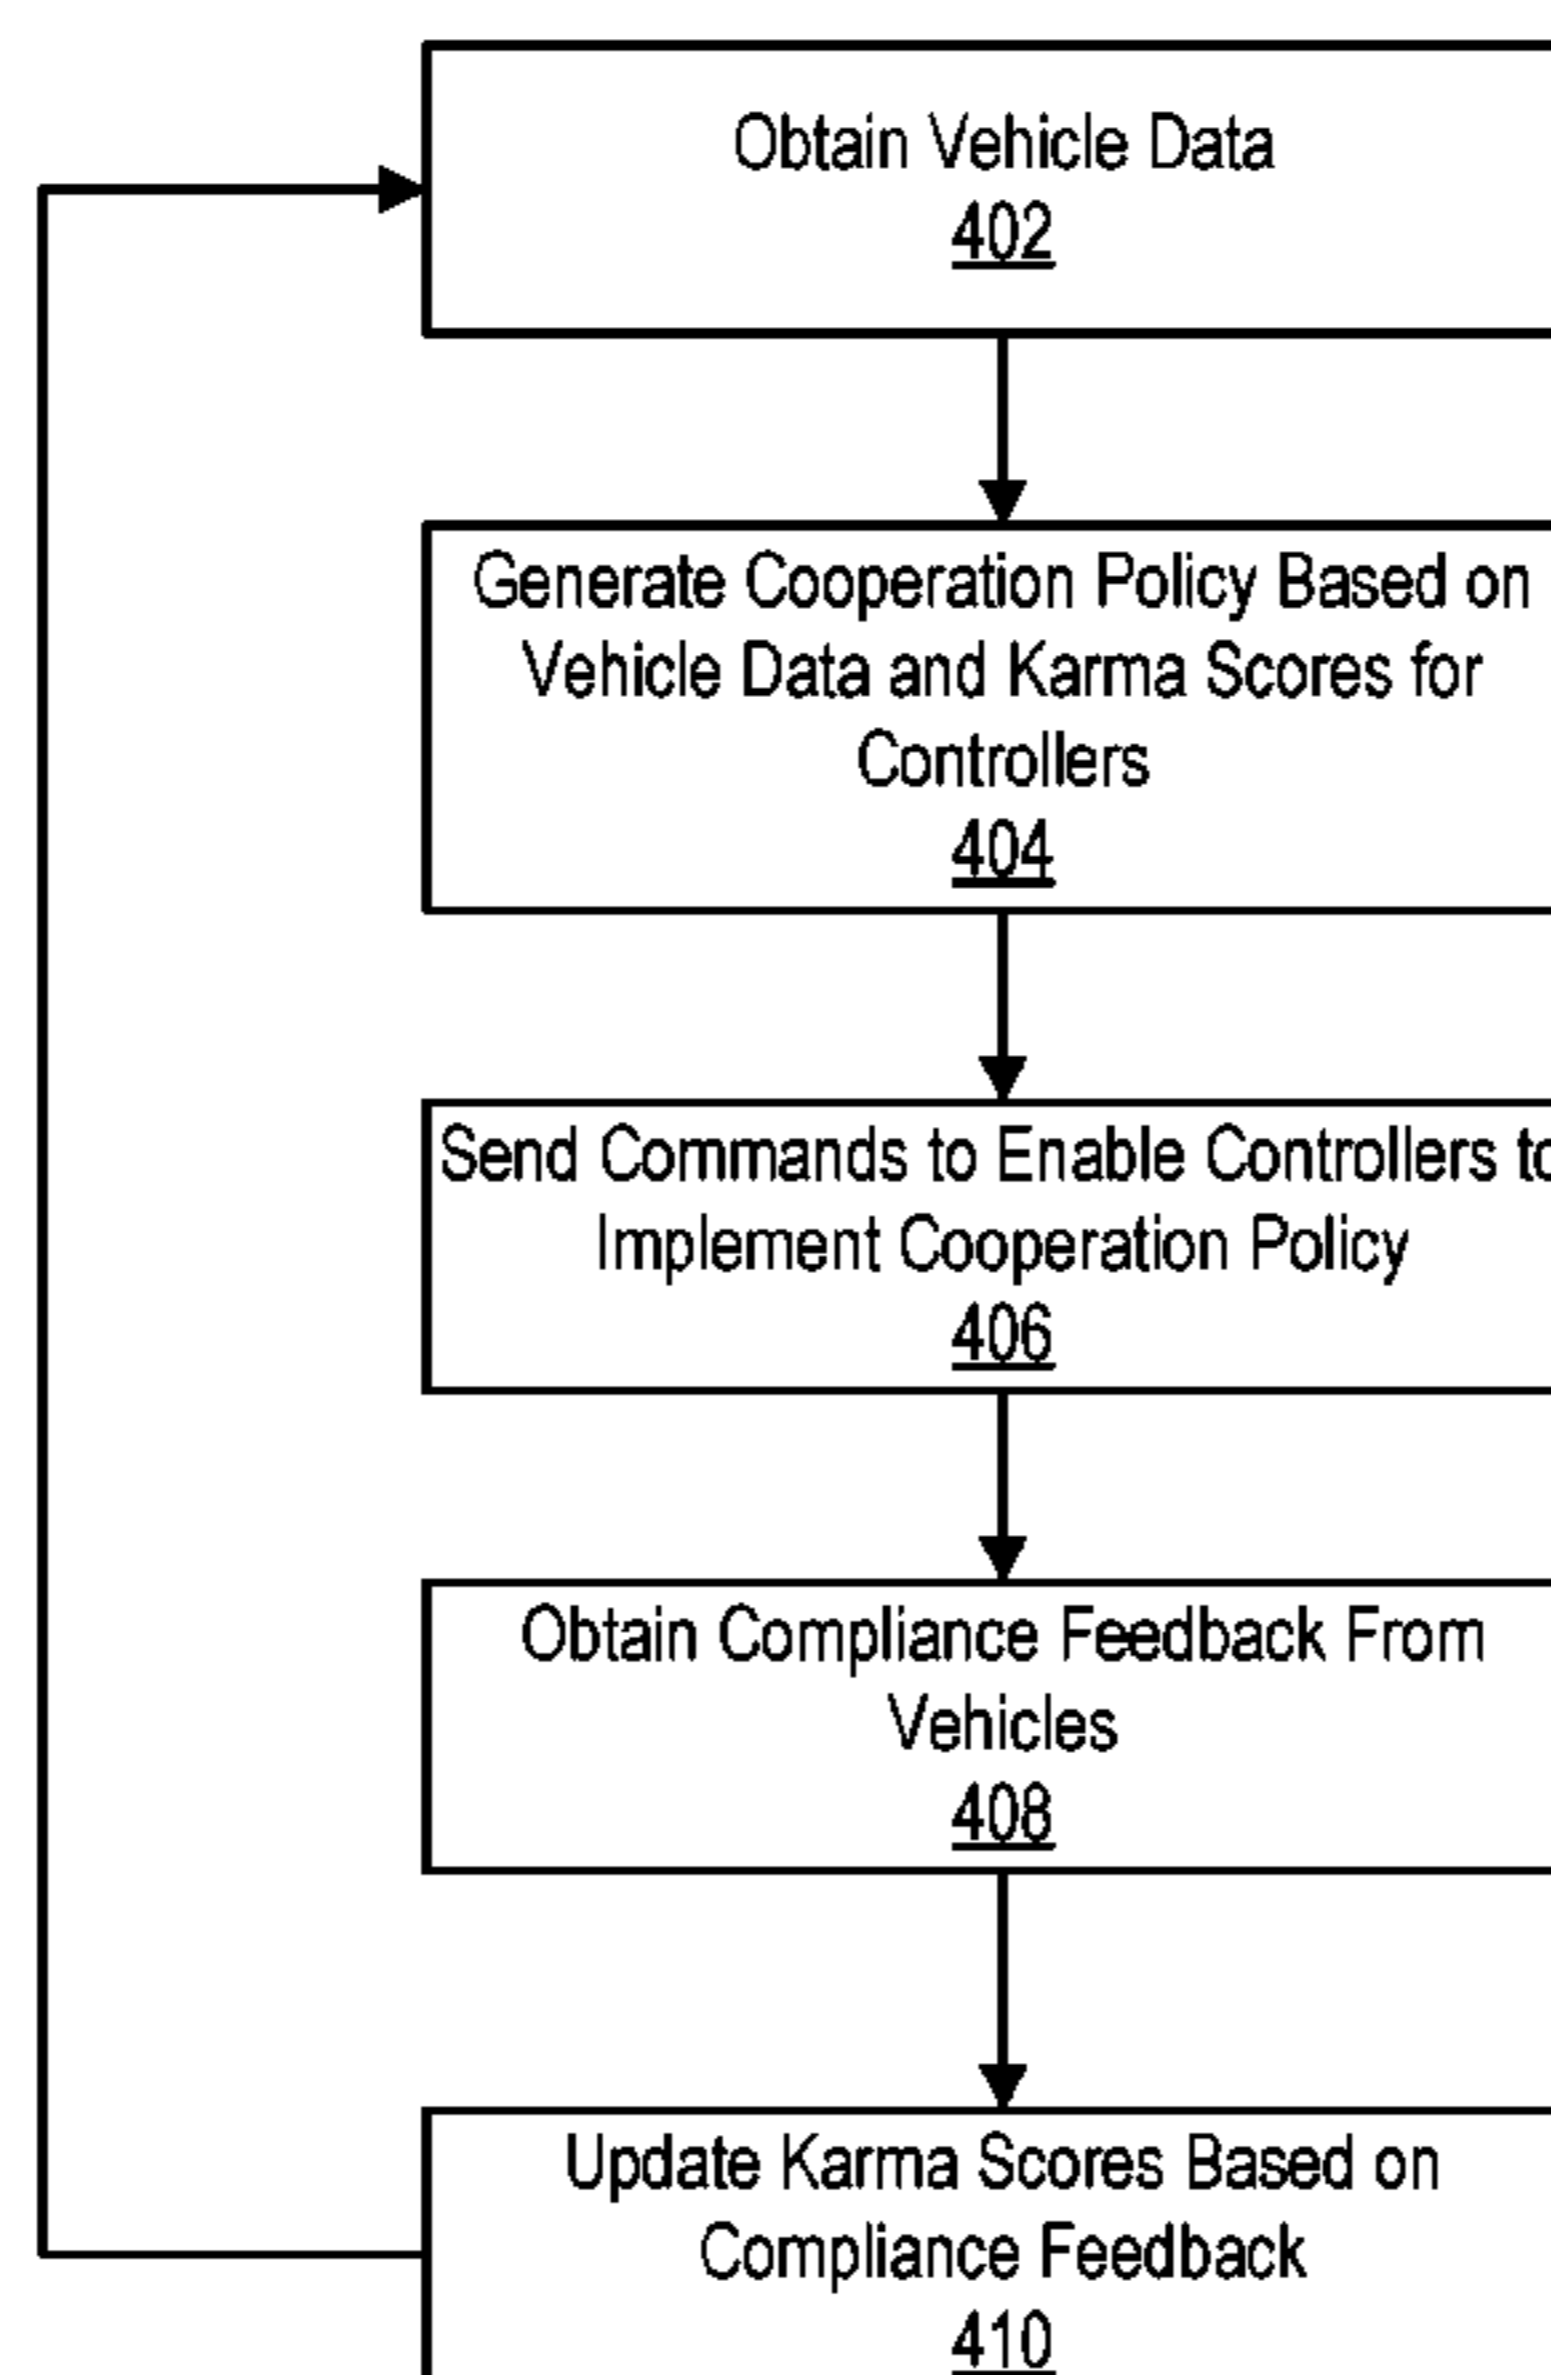 Obtain Vehicle Data
402
Generate Cooperation Policy Based on
Vehicle Data and Karma Scores for
Controllers
404
Send Commands to Enable Controllers to
Implement Cooperation Policy
406
Obtain Compliance Feedback From
Vehicles
408
Update Karma Scores Based on
Compliance Feedback
410